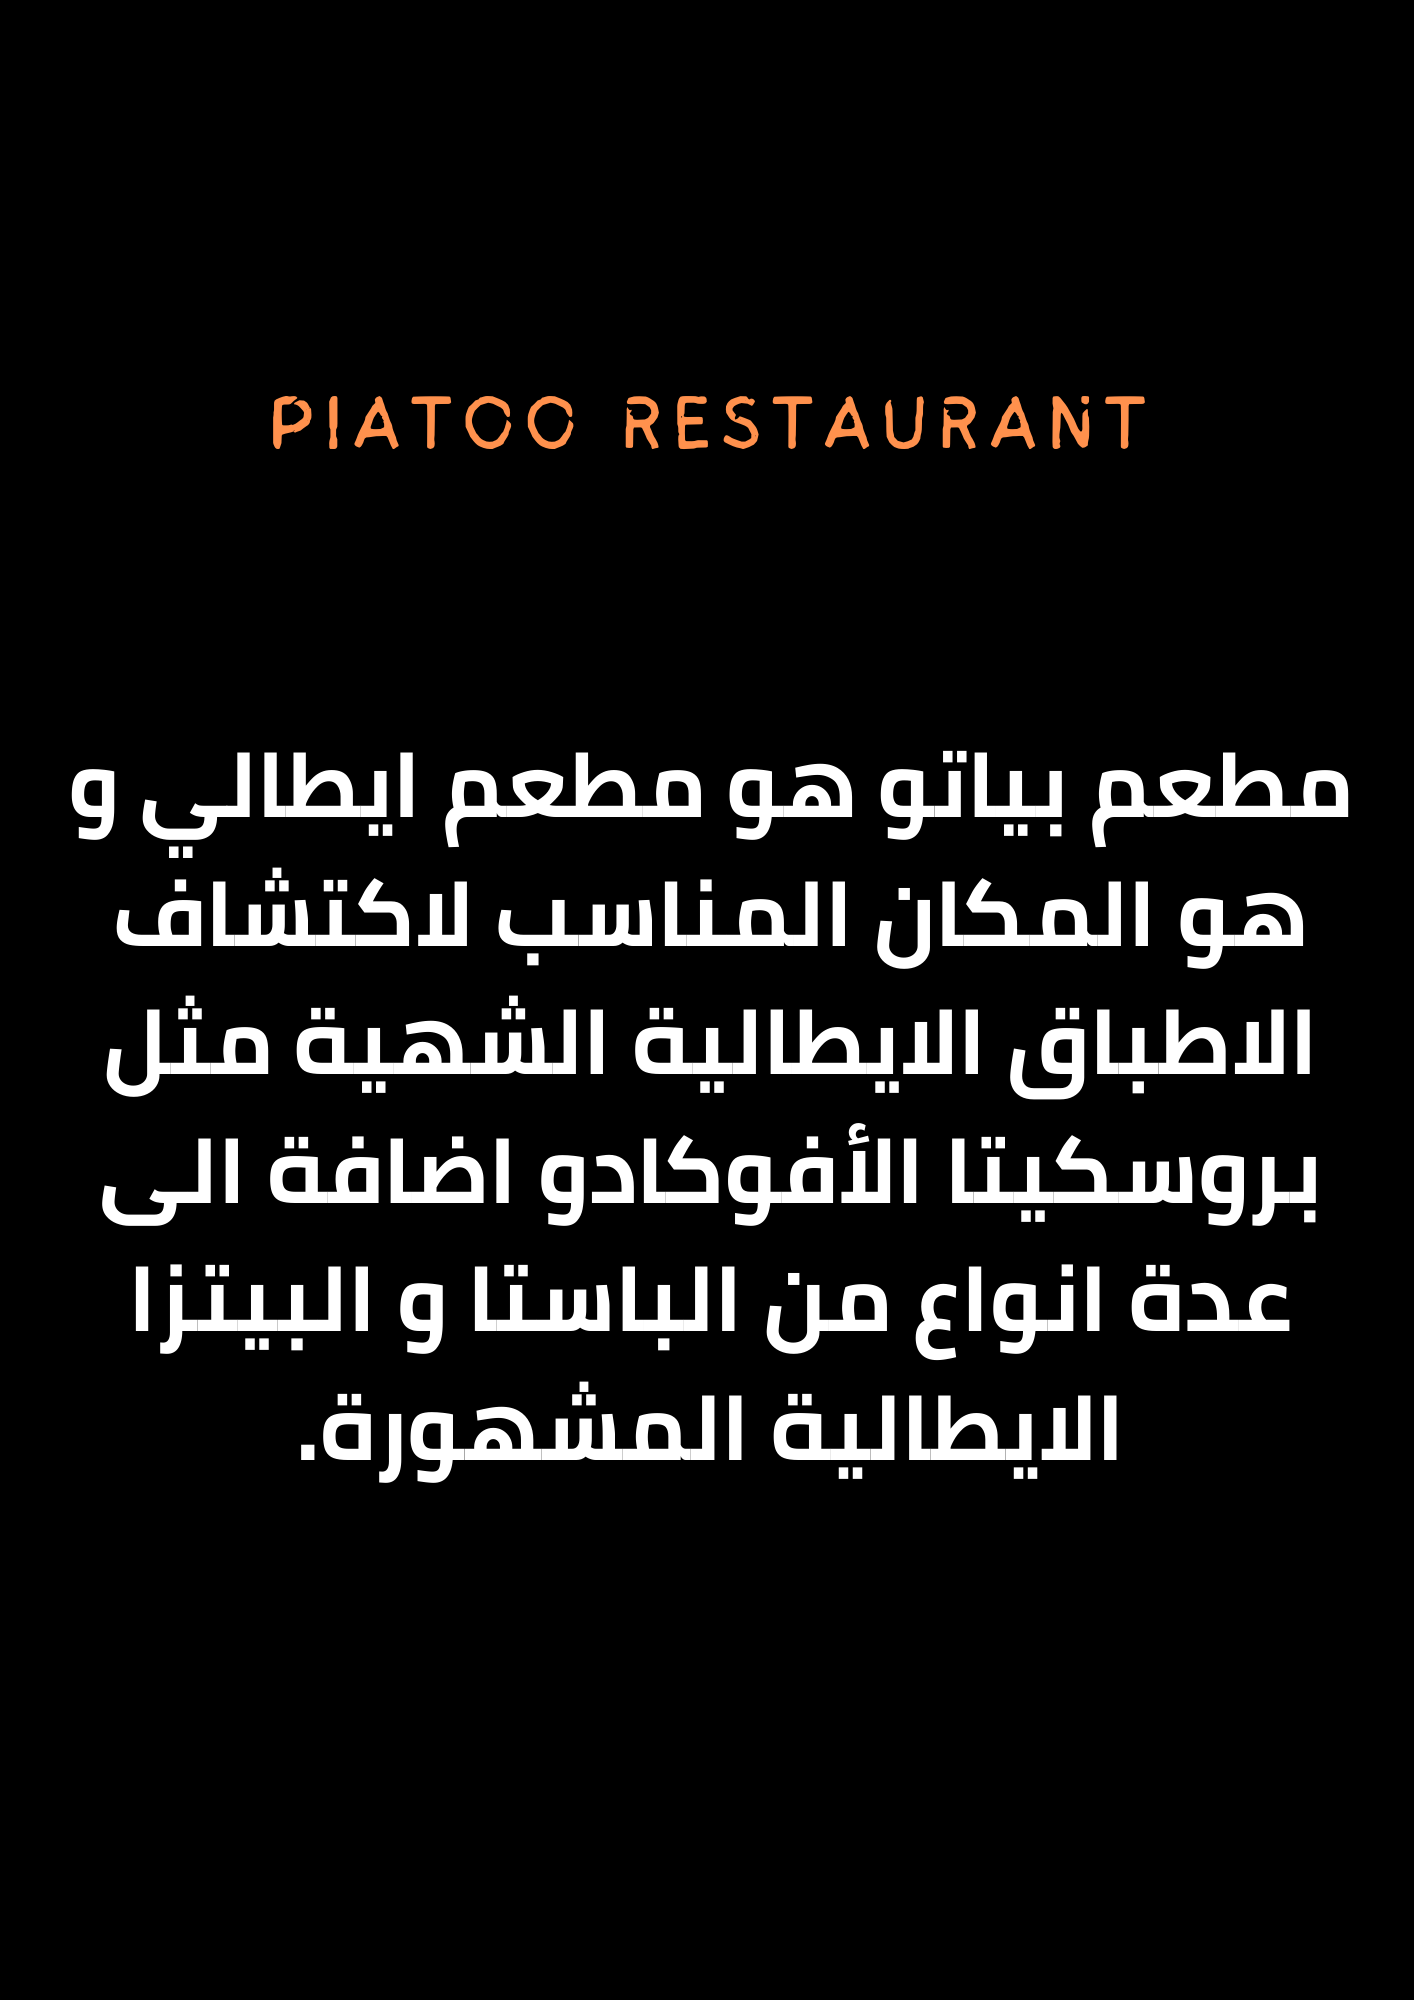 PIATOO RESTAURANT
مطعم بياتو هو مطعم ايطالي و
هو المكان المناسب لاكتشاف
الاطباق الايطالية الشهية مثل
بروسكيتا الأفوكادو اضافة الى
عدة انواع من الباستا و البيتزا
الايطالية المشهورة.